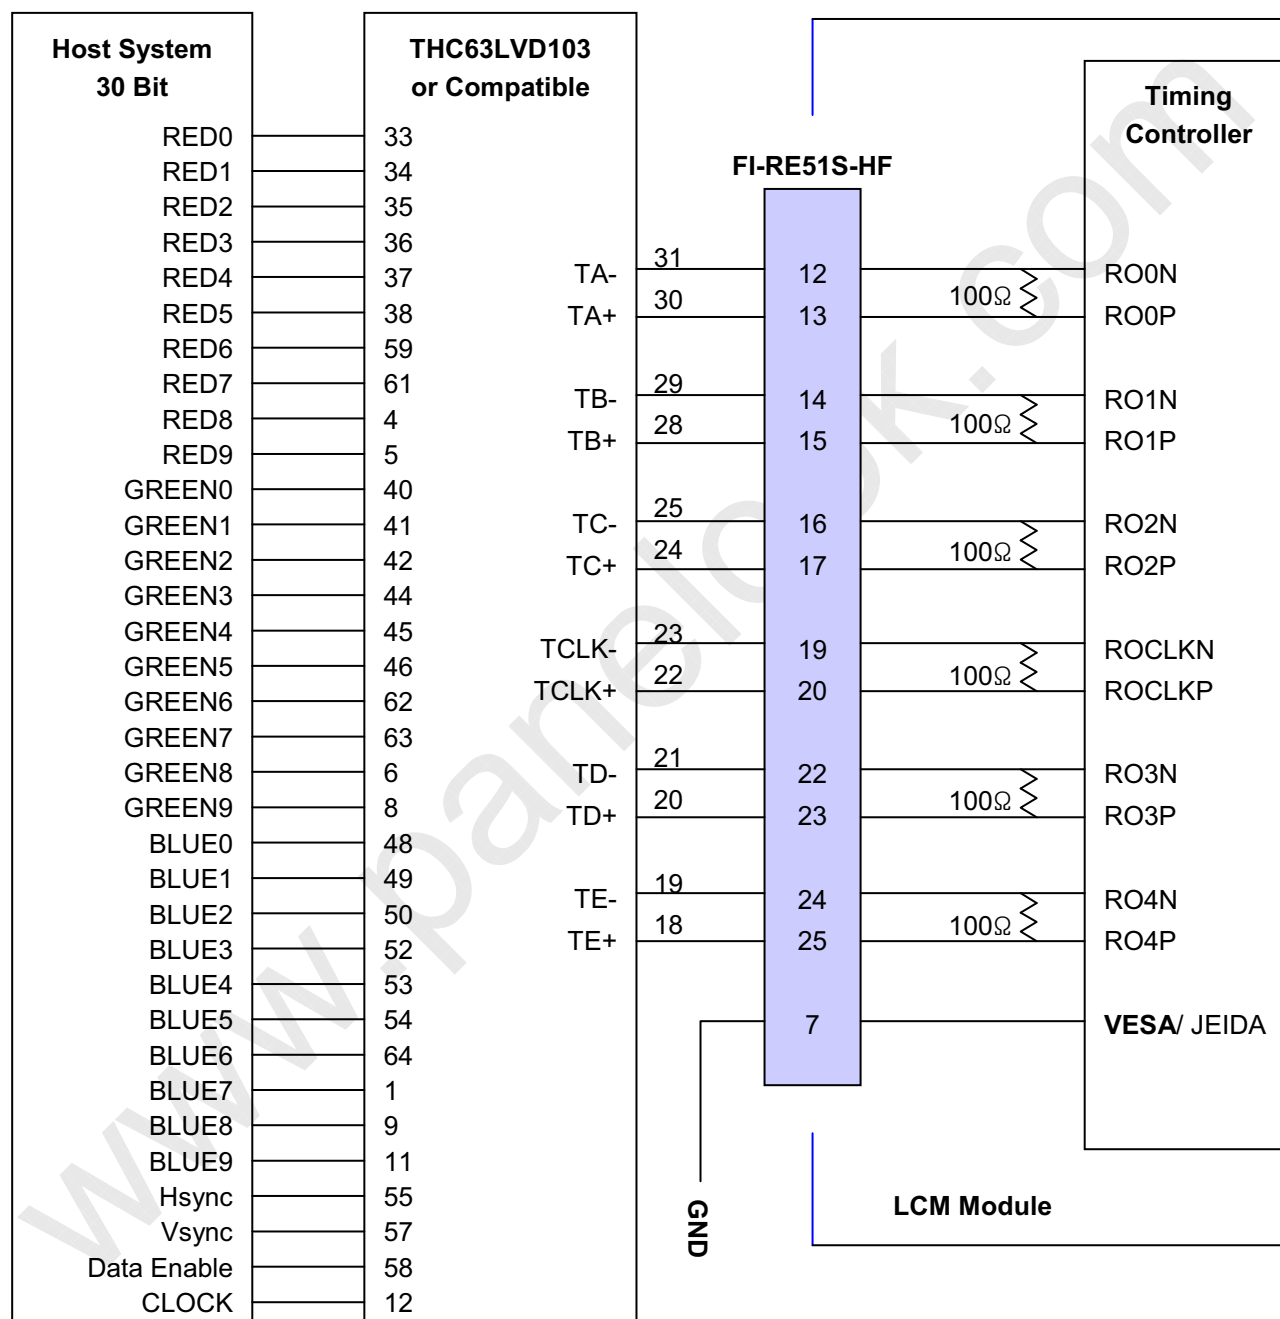 Host System
30 Bit
RED0
RED1
RED2
RED3
RED4
RED5
RED6
RED7
RED8
RED9
GREEN0
GREEN1
GREEN2
GREEN3
GREEN4
GREEN5
GREEN6
GREEN7
GREEN8
GREEN9
BLUE0
BLUE1
BLUE2
BLUE3
BLUE4
BLUE5
BLUE6
BLUE7
BLUE8
BLUE9
Hsync
Vsync
Data Enable
CLOCK
THC63LVD103
or Compatible
33
34
35
36
37
38
59
61
4
5
40
41
42
44
45
46
62
63
6
8
48
49
50
52
53
54
64
1
9
11
55
57
58
12
TA-
TA+
TB-
TB+
TC-
TC+
TCLK-
TCLK+
TD-
TD+
TE-
TE+
31
30
29
28
25
24
23
22
21
20
19
18
FI-RE51S-HF
12
13
14
15
16
17
19
20
22
23
24
25
7
GND
100Ω
100Ω
100Ω
100Ω
100Ω
100Ω
Timing
Controller
RO0N
RO0P
RO1N
RO1P
RO2N
RO2P
ROCLKN
ROCLKP
RO3N
RO3P
RO4N
RO4P
VESA/ JEIDA
LCM Module
www.panelook.com